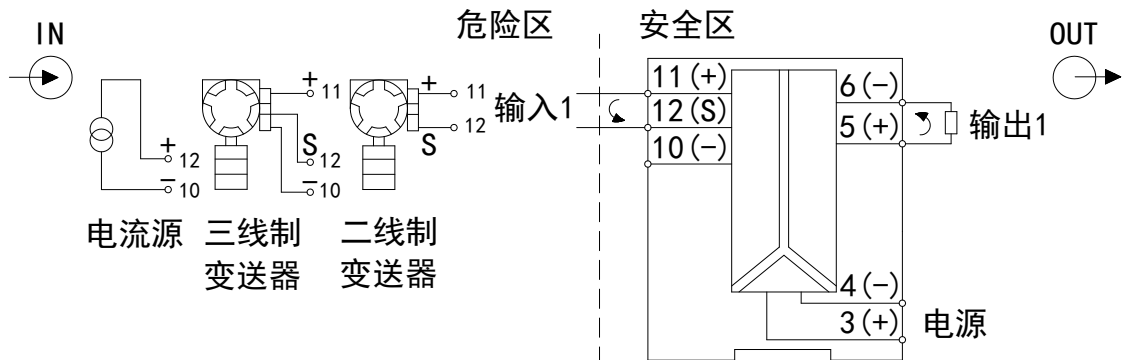 IN
危险区
安全区
OUT
+
11
S
12
−
10
+
11
12
S
+
12
−
10
输入1
11(+)
12(S)
10(-)
6(-)
5(+)
输出1
4(-)
3(+)
电源
电流源
三线制
变送器
二线制
变送器